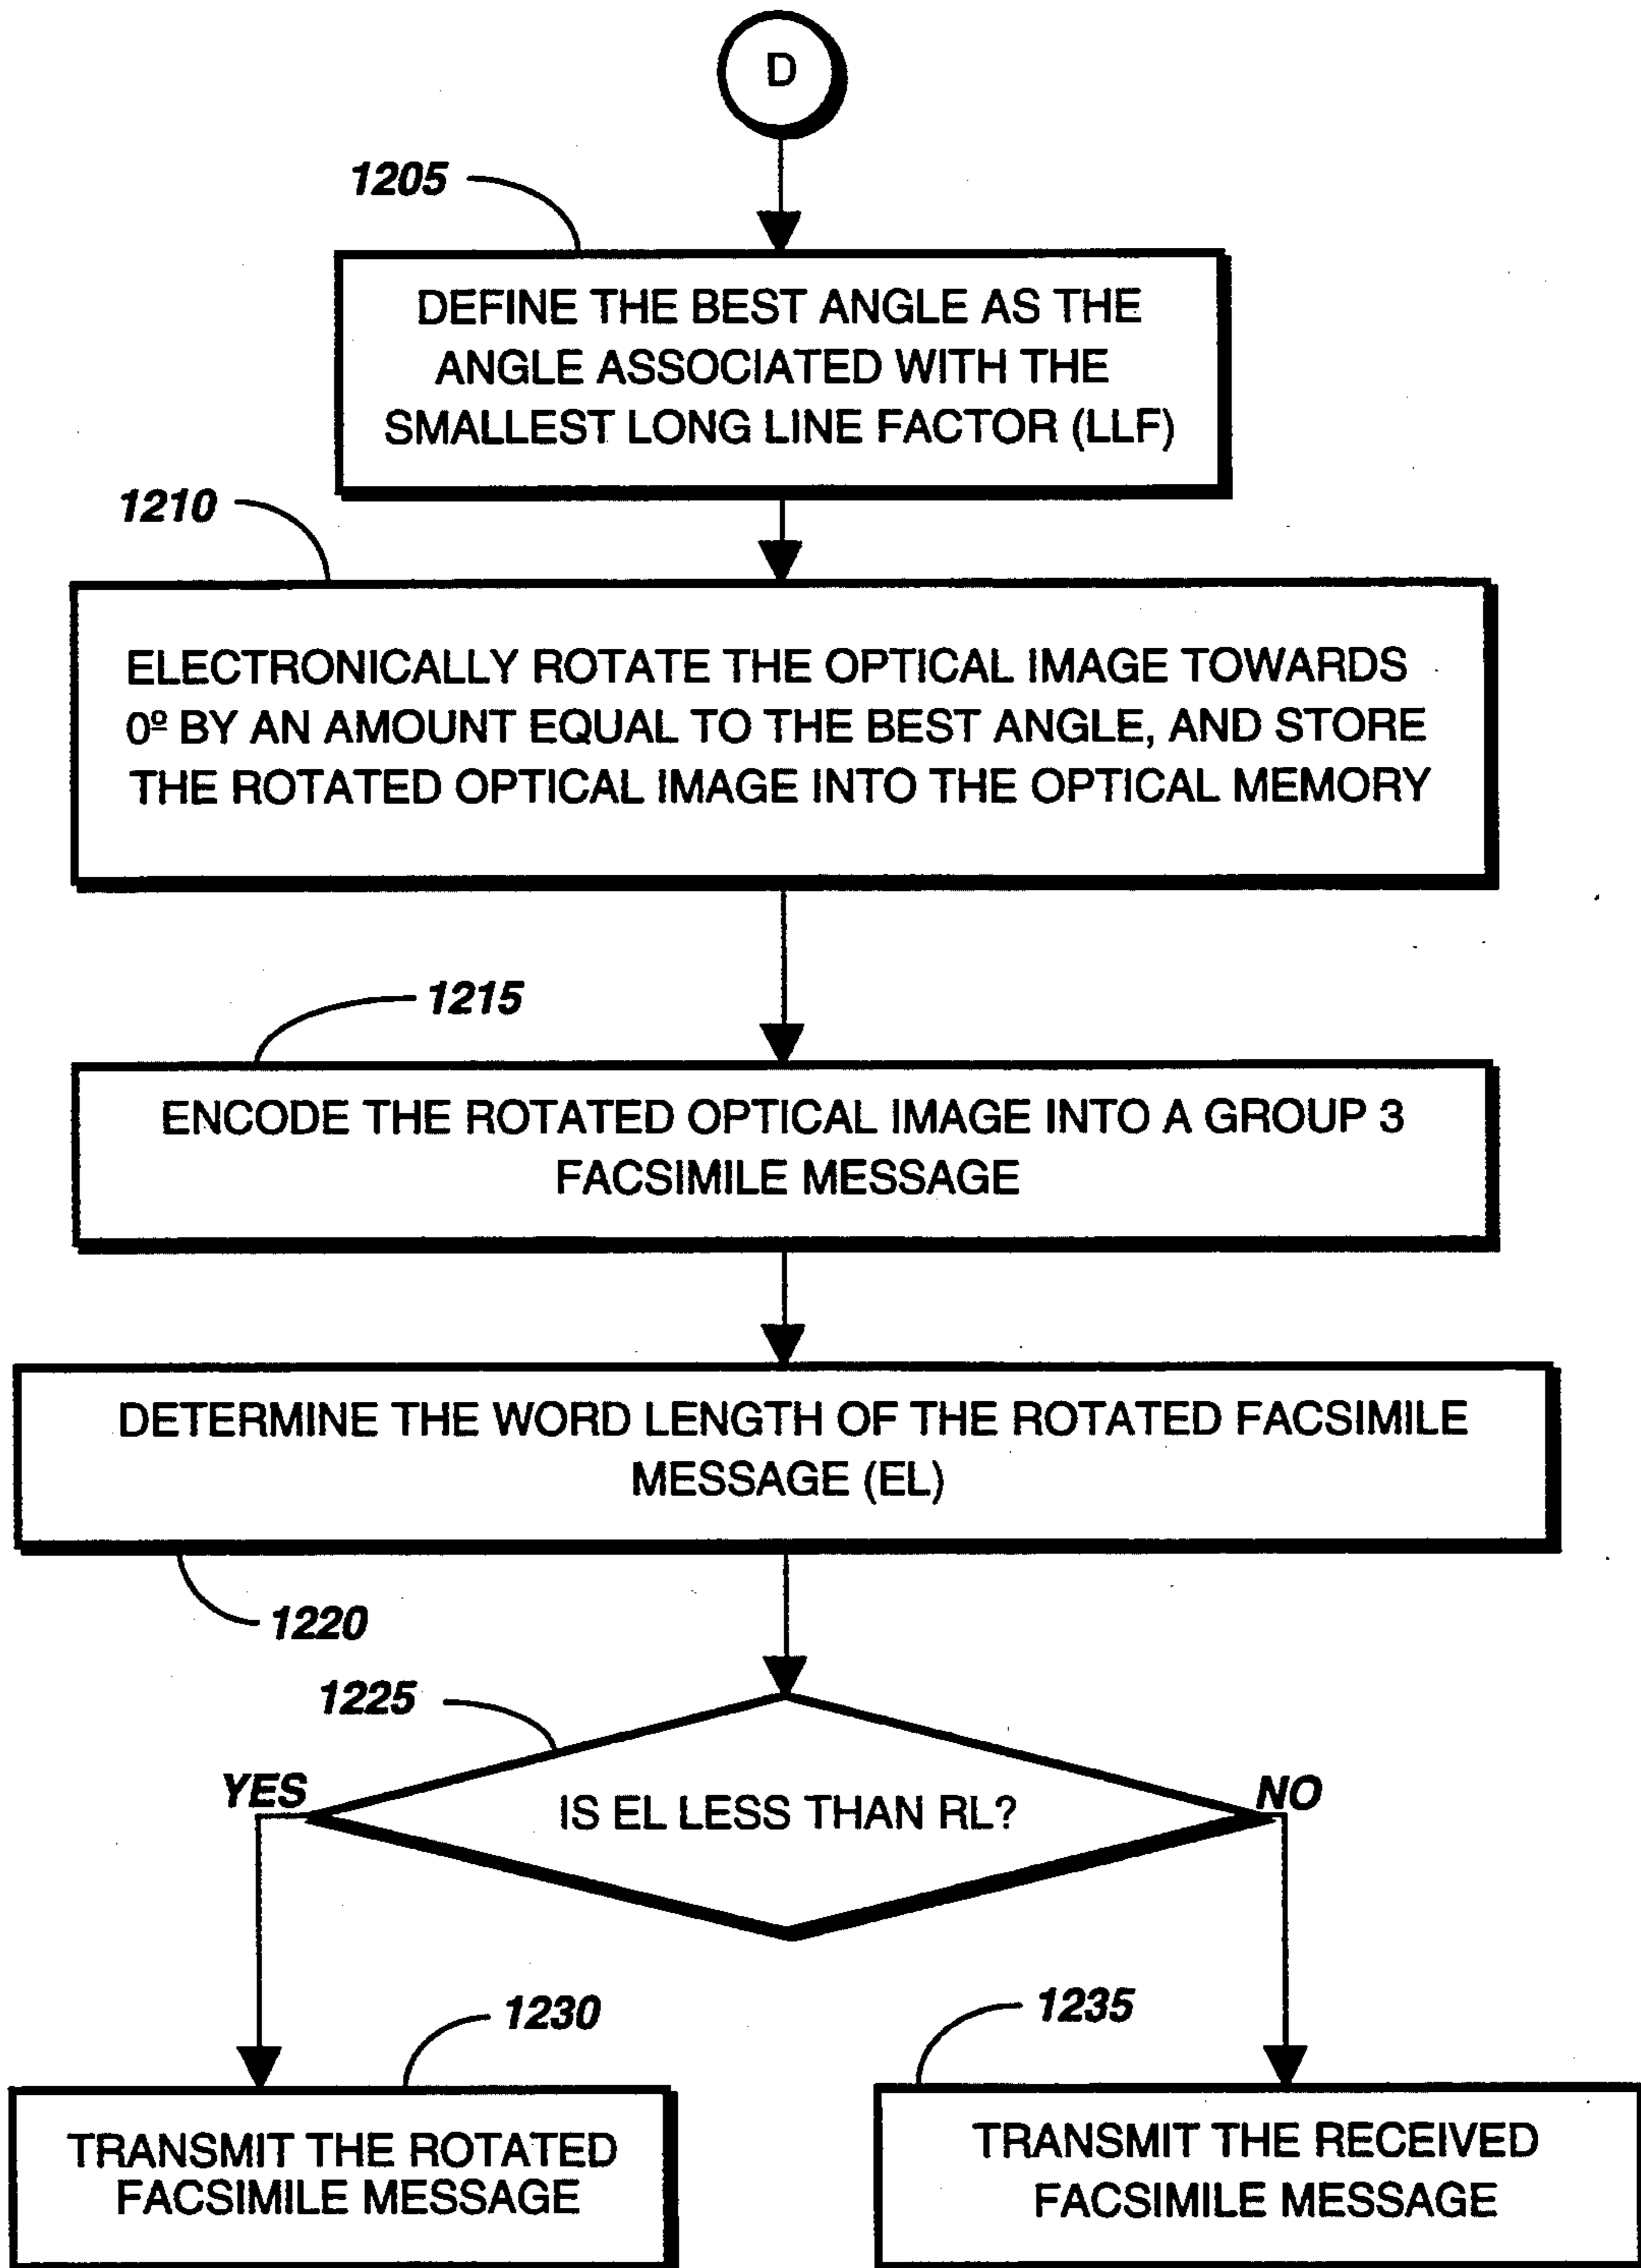 D
1205
DEFINE THE BEST ANGLE AS THE
ANGLE ASSOCIATED WITH THE
SMALLEST LONG LINE FACTOR (LLF)
1210
ELECTRONICALLY ROTATE THE OPTICAL IMAGE TOWARDS
0º BY AN AMOUNT EQUAL TO THE BEST ANGLE, AND STORE
THE ROTATED OPTICAL IMAGE INTO THE OPTICAL MEMORY
1215
ENCODE THE ROTATED OPTICAL IMAGE INTO A GROUP 3
FACSIMILE MESSAGE
DETERMINE THE WORD LENGTH OF THE ROTATED FACSIMILE
MESSAGE (EL)
1220
1225
YES
IS EL LESS THAN RL?
NO
1230
TRANSMIT THE ROTATED
FACSIMILE MESSAGE
1235
TRANSMIT THE RECEIVED
FACSIMILE MESSAGE